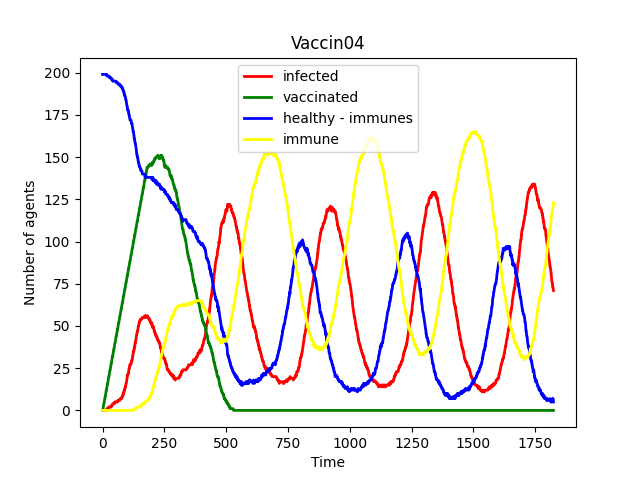 Vaccin04
infected
vaccinated
healthy - immunes
immune
Number of agents
200
175
150
125
100
75
50
25
0
0 250 500 750 1000 1250 1500 1750
Time